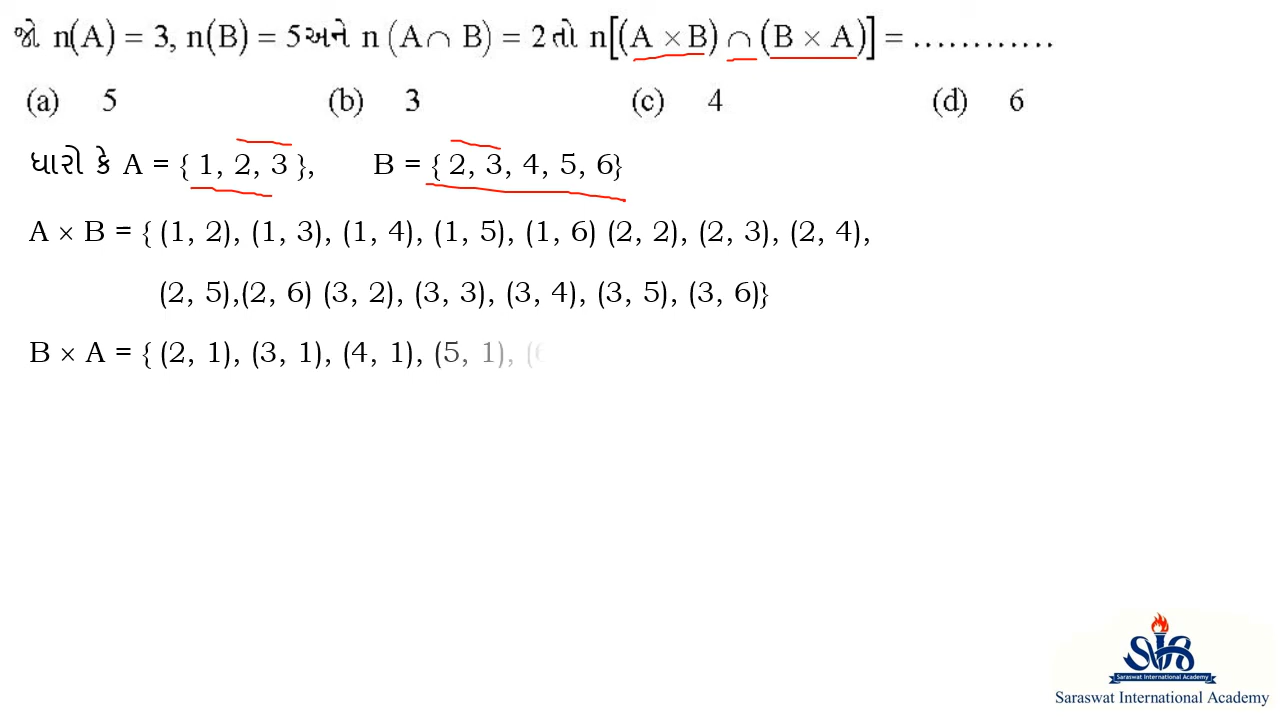 જો n(A) = 3, n(B) = 5 અને n (A ∩ B) = 2 તો n[(A × B) ∩ (B × A)] = ............
(a) 5 (b) 3 (c) 4 (d) 6
ધારો કે A = { 1, 2, 3 }, B = { 2, 3, 4, 5, 6}
A × B = { (1, 2), (1, 3), (1, 4), (1, 5), (1, 6) (2, 2), (2, 3), (2, 4),
(2, 5),(2, 6) (3, 2), (3, 3), (3, 4), (3, 5), (3, 6)}
B × A = { (2, 1), (3, 1), (4, 1), (5, 1),
Saraswat International Academy
Saraswat International Academy